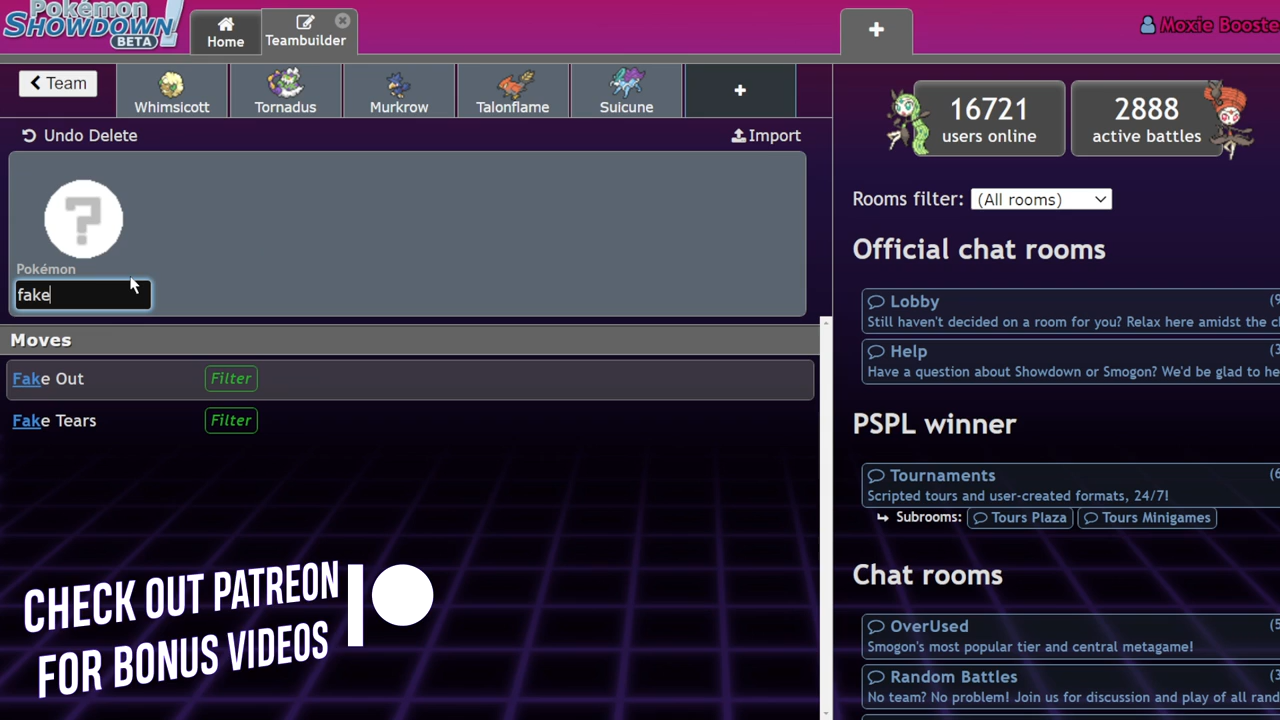 Pokémon
SHOWDOWN!
BETA
Home
Teambuilder
+
Moxie Booste
Team
Whimsicott
Tornadus
Murkrow
Talonflame
Suicune
+
Undo Delete
Import
?
Pokémon
fake
Moves
Fake Out Filter
Fake Tears Filter
CHECK OUT PATREON
FOR BONUS VIDEOS
16721
users online
2888
active battles
Rooms filter: (All rooms)
Official chat rooms
Lobby
Still haven't decided on a room for you? Relax here amidst the c
Help
Have a question about Showdown or Smogon? We'd be glad to he
PSPL winner
Tournaments (6
Scripted tours and user-created formats, 24/7!
Subrooms: Tours Plaza Tours Minigames
Chat rooms
OverUsed (5
Smogon's most popular tier and central metagame!
Random Battles (3
No team? No problem! Join us for discussion and play of all rand